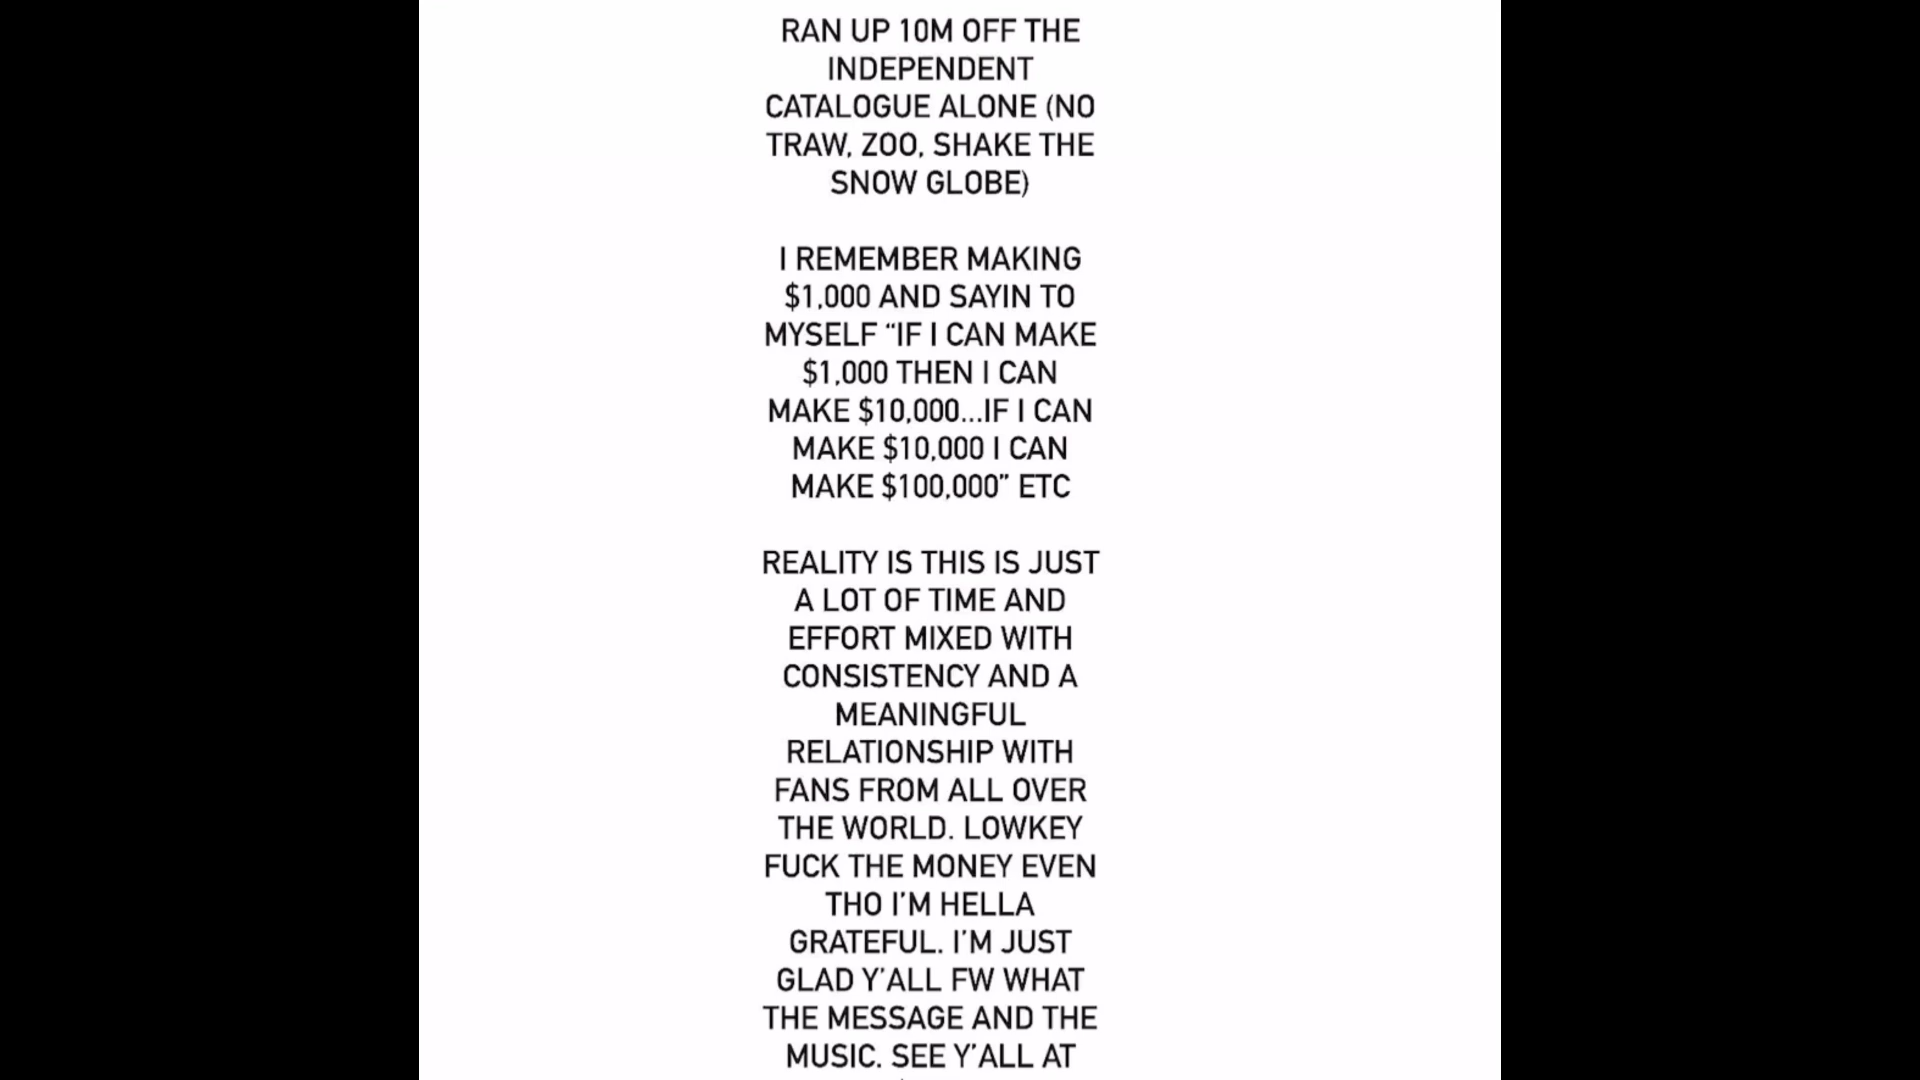 RAN UP 10M OFF THE
INDEPENDENT
CATALOGUE ALONE (NO
TRAW, ZOO, SHAKE THE
SNOW GLOBE)
I REMEMBER MAKING
$1,000 AND SAYIN TO
MYSELF “IF I CAN MAKE
$1,000 THEN I CAN
MAKE $10,000...IF I CAN
MAKE $10,000 I CAN
MAKE $100,000” ETC
REALITY IS THIS IS JUST
A LOT OF TIME AND
EFFORT MIXED WITH
CONSISTENCY AND A
MEANINGFUL
RELATIONSHIP WITH
FANS FROM ALL OVER
THE WORLD. LOWKEY
FUCK THE MONEY EVEN
THO I’M HELLA
GRATEFUL. I’M JUST
GLAD Y’ALL FW WHAT
THE MESSAGE AND THE
MUSIC. SEE Y’ALL AT